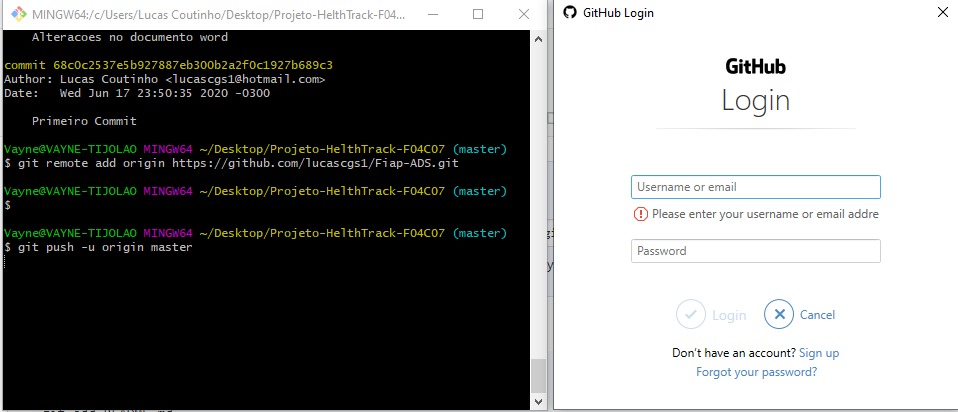 MINGW64:/c/Users/Lucas Coutinho/Desktop/Projeto-HelthTrack-F04...
Alteracoes no documento word
commit 68c0c2537e5b927887eb300b2a2f0c1927b689c3
Author: Lucas Coutinho <lucascgs1@hotmail.com>
Date:   Wed Jun 17 23:50:35 2020 -0300
Primeiro Commit
Vayne@VAYNE-TIJOLAO MINGW64 ~/Desktop/Projeto-HelthTrack-F04C07 (master)
$ git remote add origin https://github.com/lucascgs1/Fiap-ADS.git
Vayne@VAYNE-TIJOLAO MINGW64 ~/Desktop/Projeto-HelthTrack-F04C07 (master)
$
Vayne@VAYNE-TIJOLAO MINGW64 ~/Desktop/Projeto-HelthTrack-F04C07 (master)
$ git push -u origin master
GitHub Login
GitHub
Login
Username or email
Please enter your username or email addre
Password
Login
Cancel
Don't have an account? Sign up
Forgot your password?